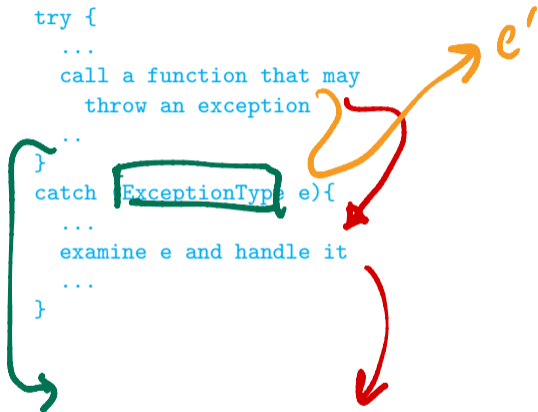 try {
...
call a function that may
throw an exception
..
}
catch (ExceptionType e){
...
examine e and handle it
...
}
e'